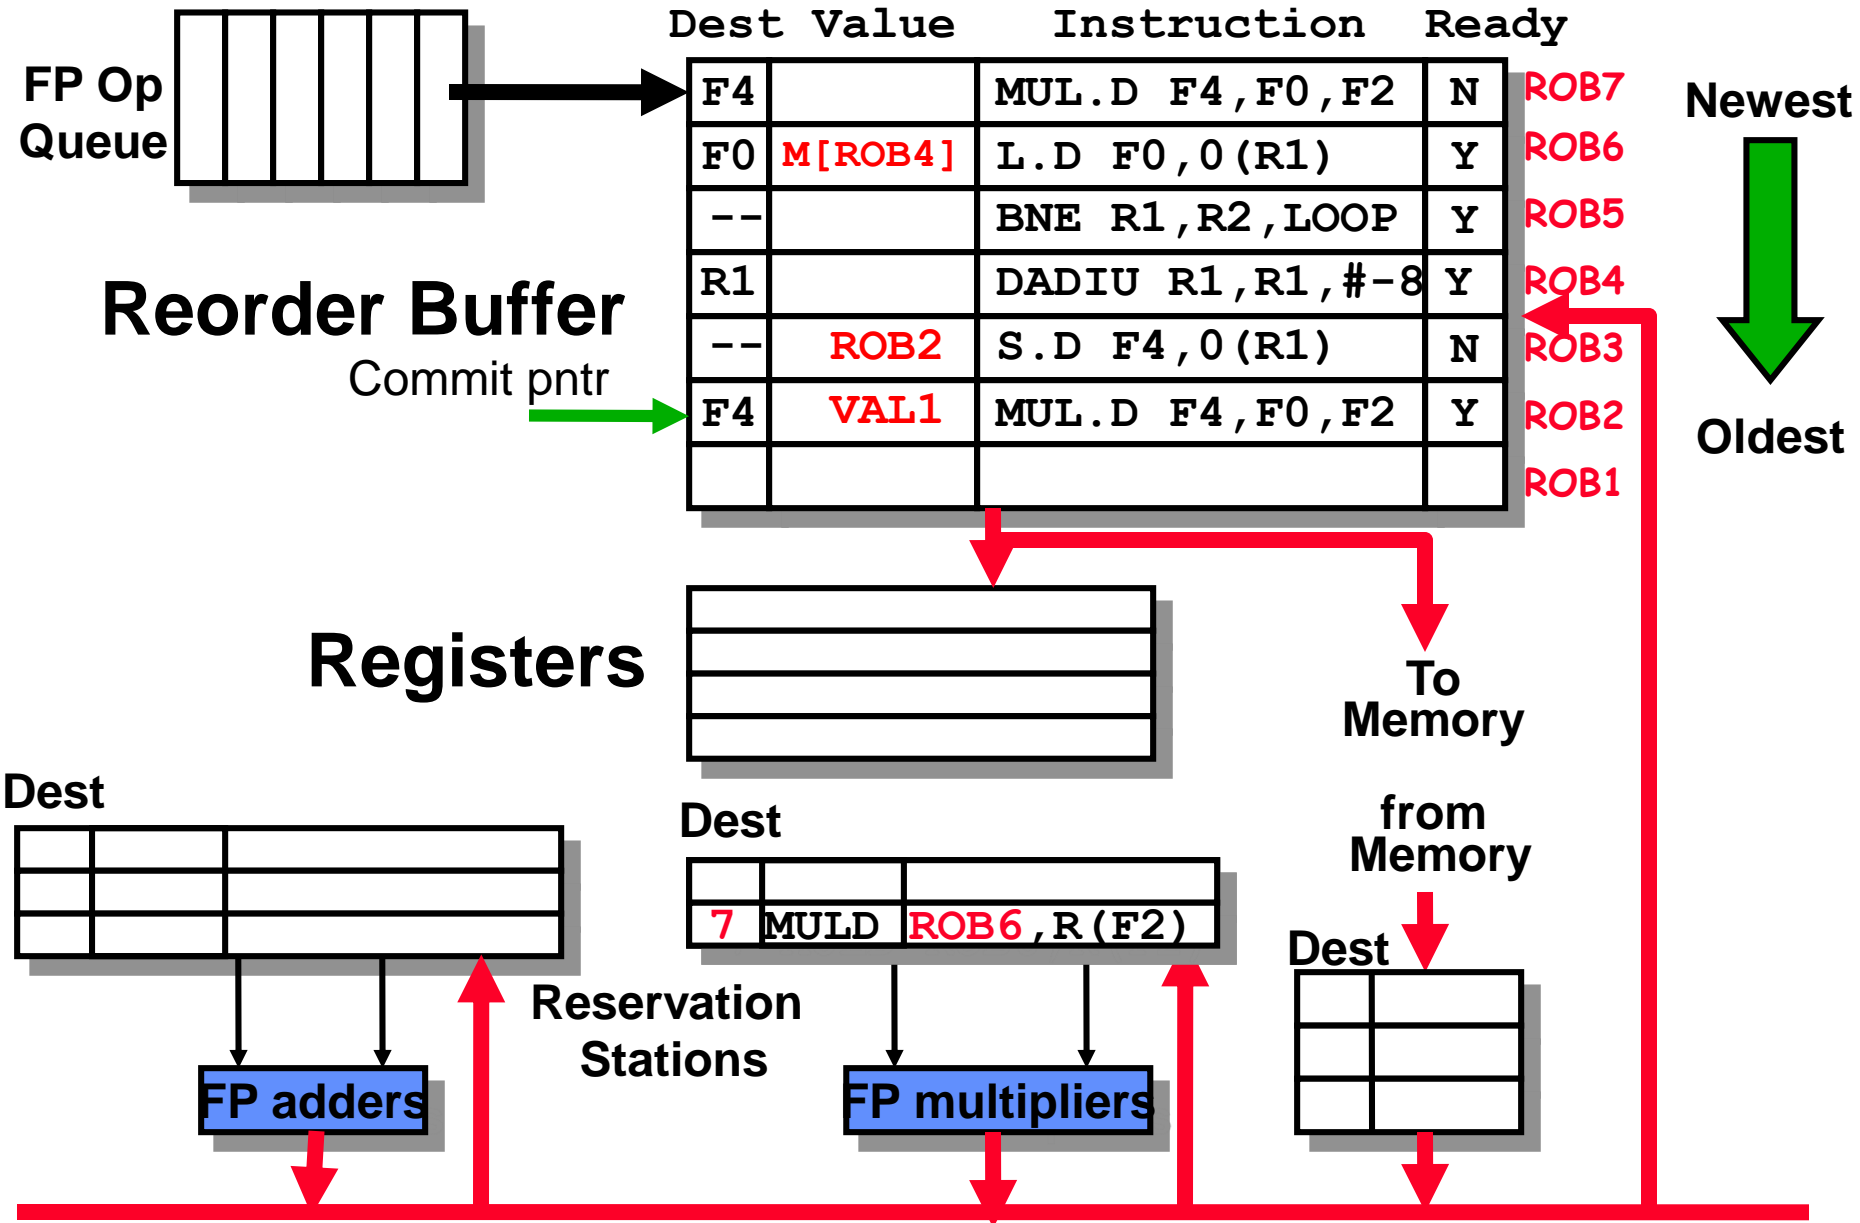 Dest Value Instruction Ready
FP Op
Queue
F4 MUL.D F4,F0,F2 N ROB7
F0 M[ROB4] L.D F0,0(R1) Y ROB6
-- BNE R1,R2,LOOP Y ROB5
R1 DADIU R1,R1,#-8 Y ROB4
-- ROB2 S.D F4,0(R1) N ROB3
F4 VAL1 MUL.D F4,F0,F2 Y ROB2
ROB1
Newest
Oldest
Reorder Buffer
Commit pntr
Registers
To
Memory
from
Memory
Dest
Dest
7 MULD ROB6,R(F2)
Dest
Reservation
Stations
FP adders
FP multipliers